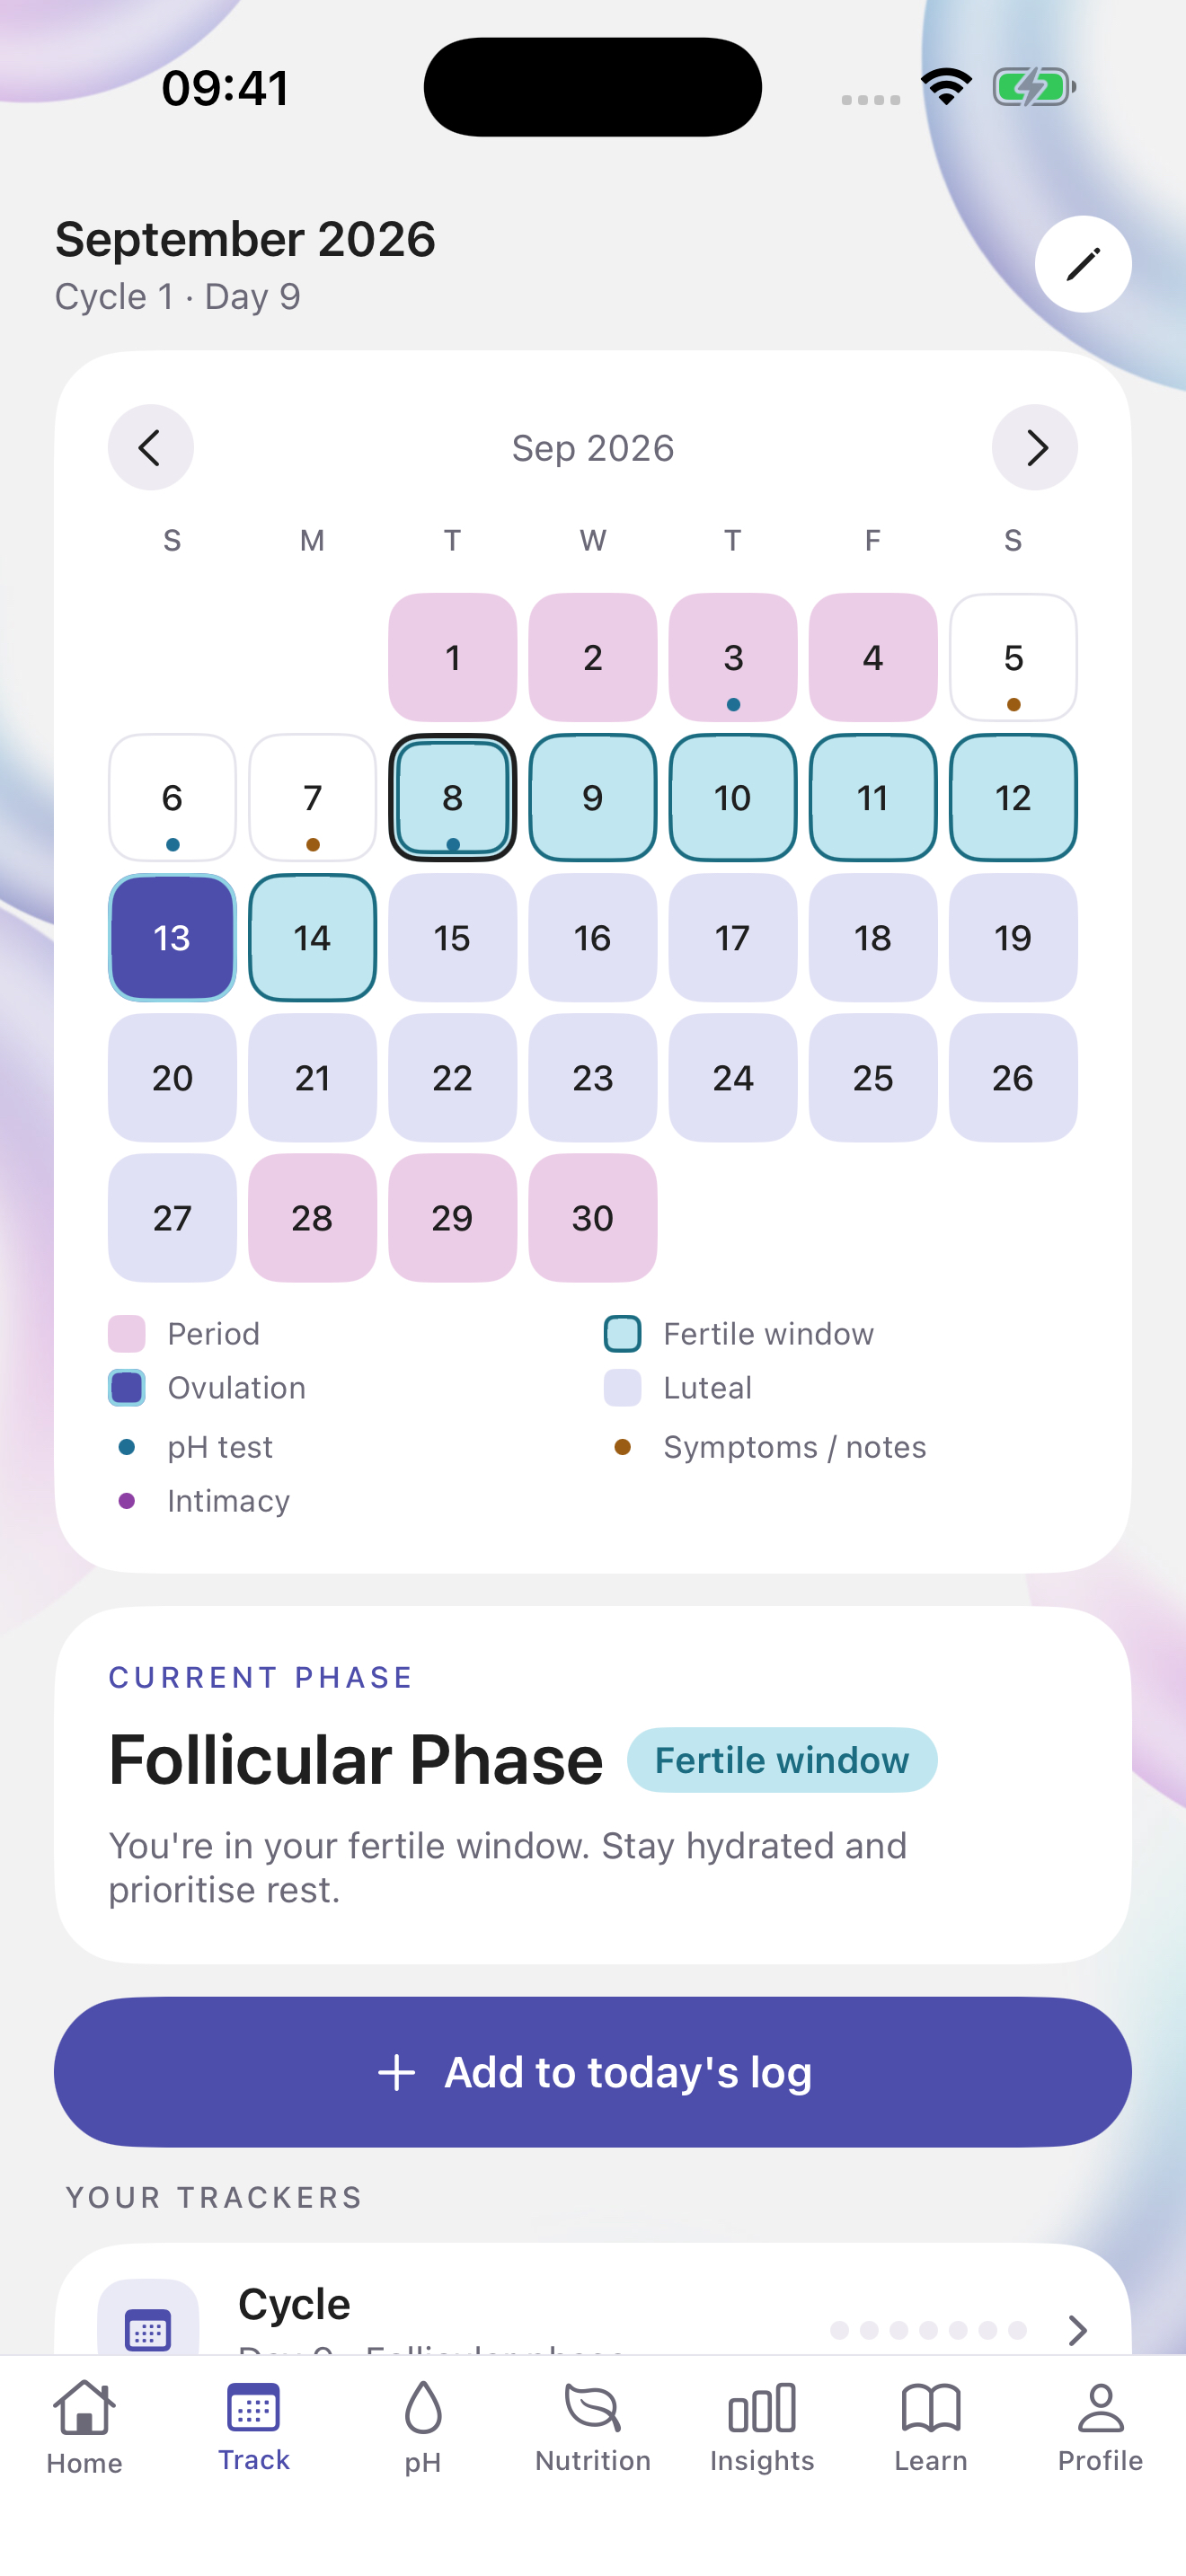 09:41
September 2026
Cycle 1 · Day 9
Sep 2026
S M T W T F S
1 2 3 4 5
6 7 8 9 10 11 12
13 14 15 16 17 18 19
20 21 22 23 24 25 26
27 28 29 30
Period Fertile window
Ovulation Luteal
pH test Symptoms / notes
Intimacy
CURRENT PHASE
Follicular Phase Fertile window
You're in your fertile window. Stay hydrated and
prioritise rest.
Add to today's log
YOUR TRACKERS
Cycle
Day 9 · Follicular phase
Home Track pH Nutrition Insights Learn Profile